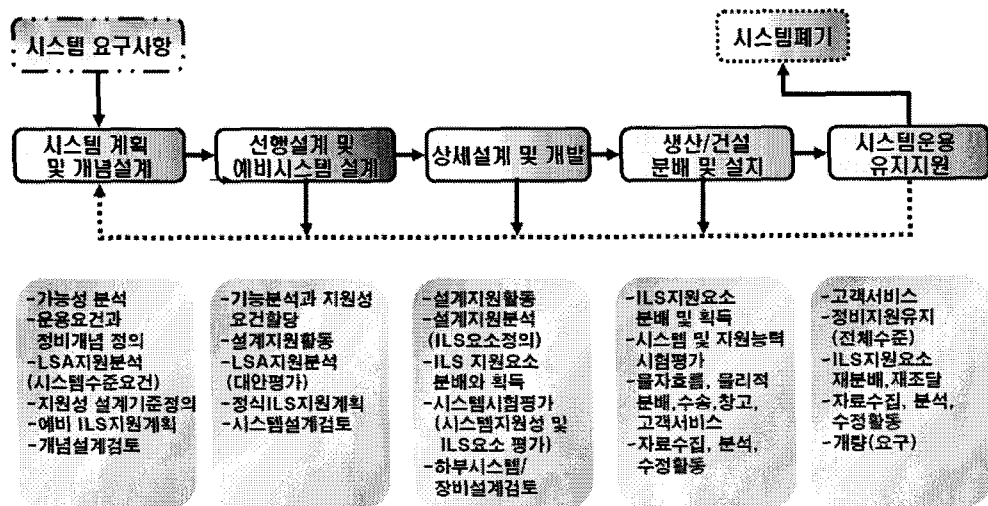 시스템 요구사항
시스템폐기
시스템 계획
및 개념설계
선행설계 및
예비시스템 설계
상세설계 및 개발
생산/건설
분배 및 설치
시스템운용
유지지원
-가능성 분석
-운용요건과
정비개념 정의
-LSA지원분석
(시스템수준요건)
-지원성 설계기준정의
-예비 ILS지원계획
-개념설계검토
-기능분석과 지원성
요건할당
-설계지원활동
-LSA지원분석
(대안평가)
-정식ILS지원계획
-시스템설계검토
-설계지원활동
-설계지원분석
(ILS요소정의)
-ILS 지원요소
분배와 획득
-시스템시험평가
(시스템지원성 및
ILS요소 평가)
-하부시스템/
장비설계검토
-ILS지원요소
분배 및 획득
-시스템 및 지원능력
시험평가
-물자흐름, 물리적
분배,수송,창고,
고객서비스
-자료수집, 분석,
수정활동
-고객서비스
-정비지원유지
(전체수준)
-ILS지원요소
재분배,재조달
-자료수집, 분석,
수정활동
-개량(요구)